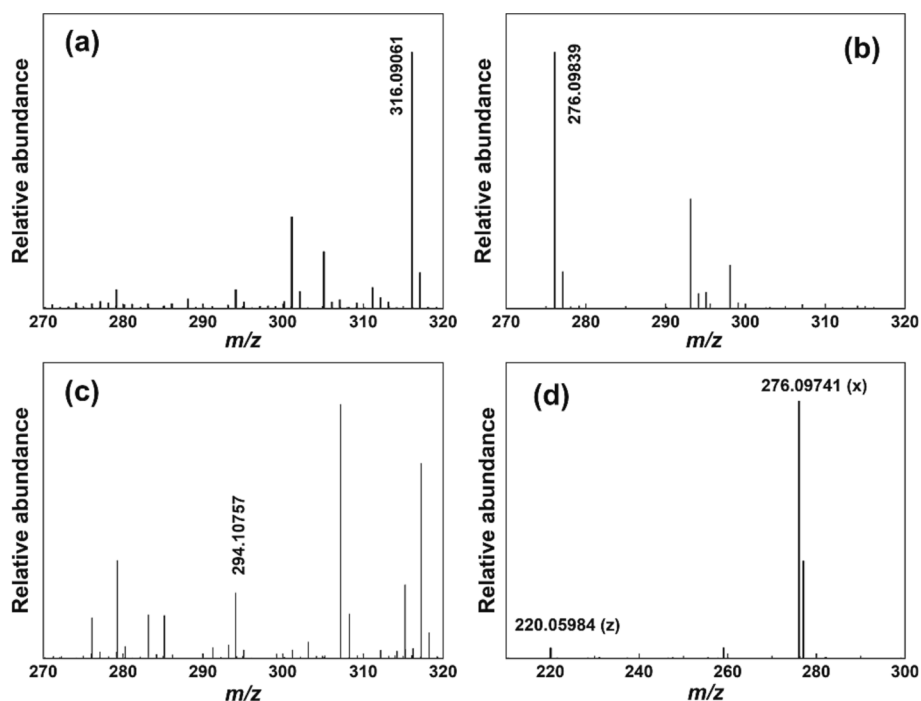 (a)
316.09061
Relative abundance
270 280 290 300 310 320
m/z
(b)
276.09839
Relative abundance
270 280 290 300 310 320
m/z
(c)
294.10757
Relative abundance
270 280 290 300 310 320
m/z
(d)
276.09741 (x)
220.05984 (z)
Relative abundance
220 240 260 280 300
m/z